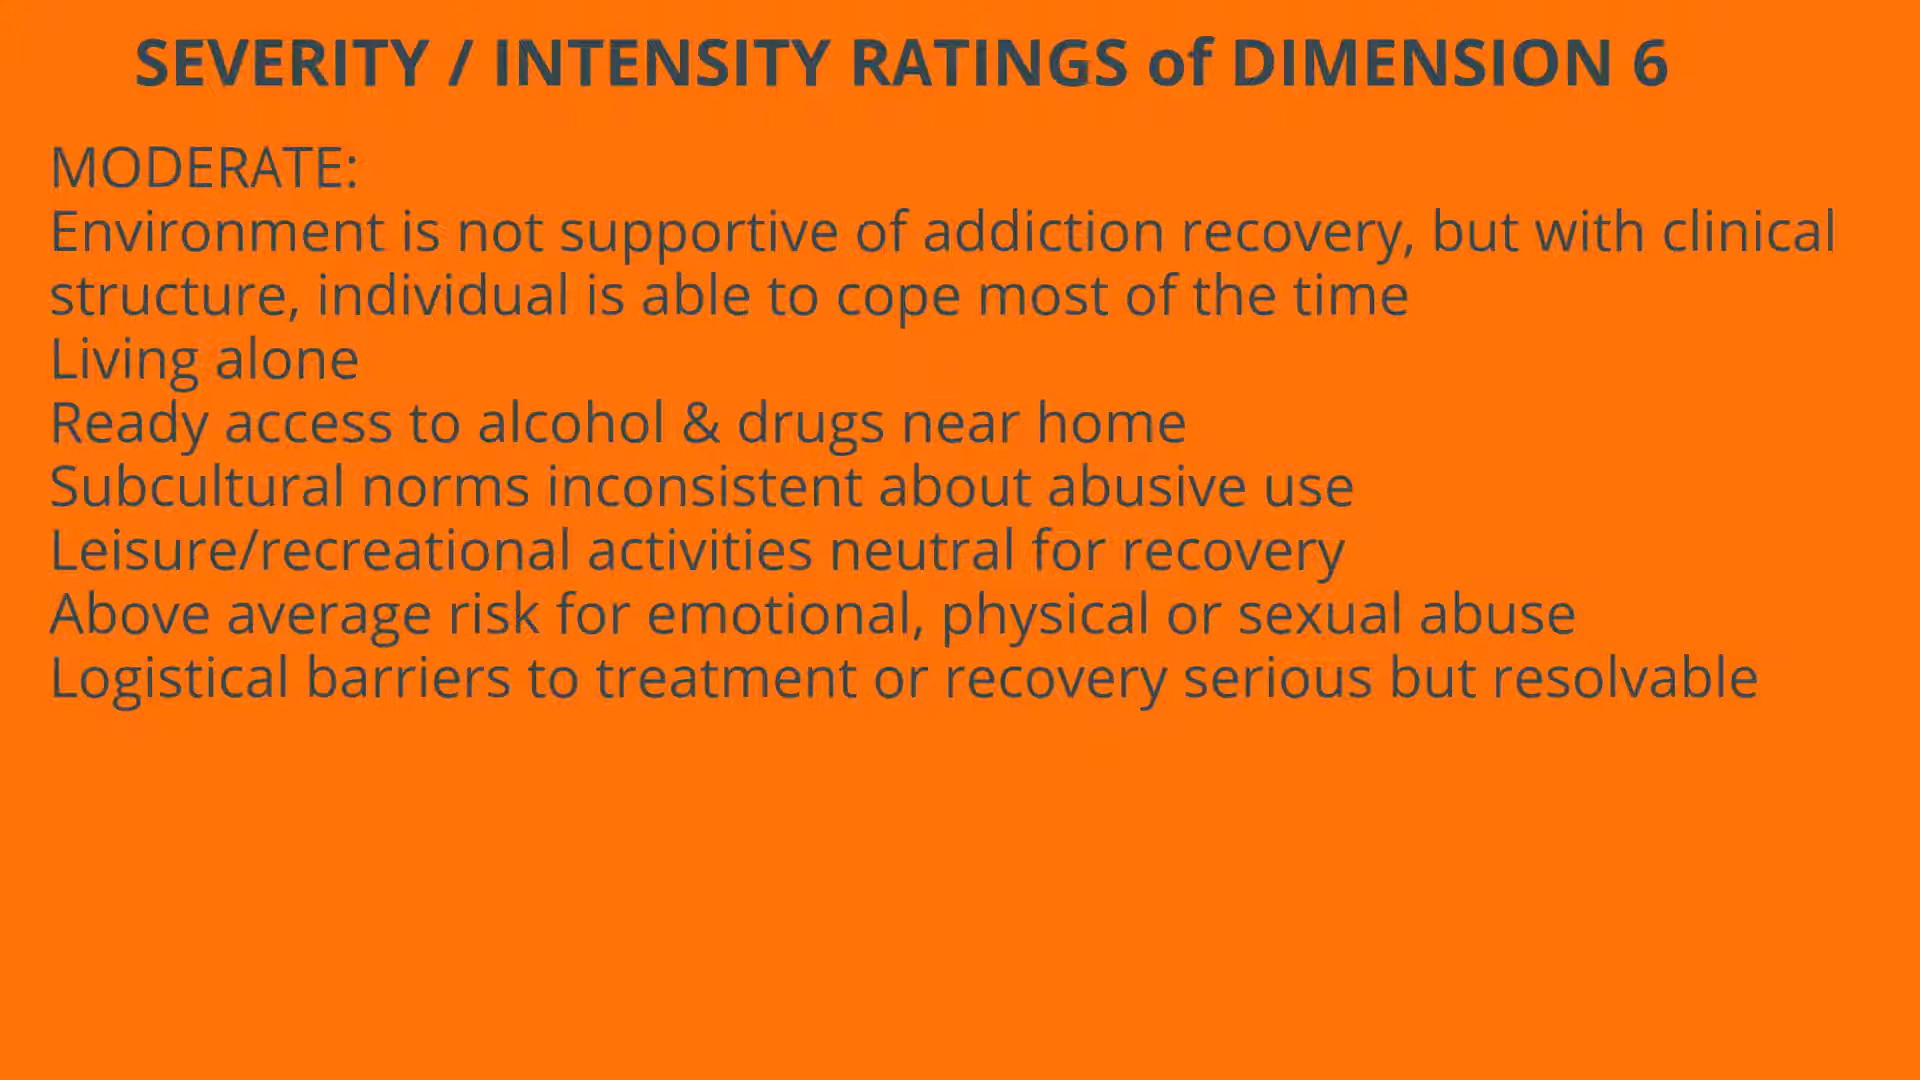 SEVERITY / INTENSITY RATINGS of DIMENSION 6
MODERATE:
Environment is not supportive of addiction recovery, but with clinical
structure, individual is able to cope most of the time
Living alone
Ready access to alcohol & drugs near home
Subcultural norms inconsistent about abusive use
Leisure/recreational activities neutral for recovery
Above average risk for emotional, physical or sexual abuse
Logistical barriers to treatment or recovery serious but resolvable